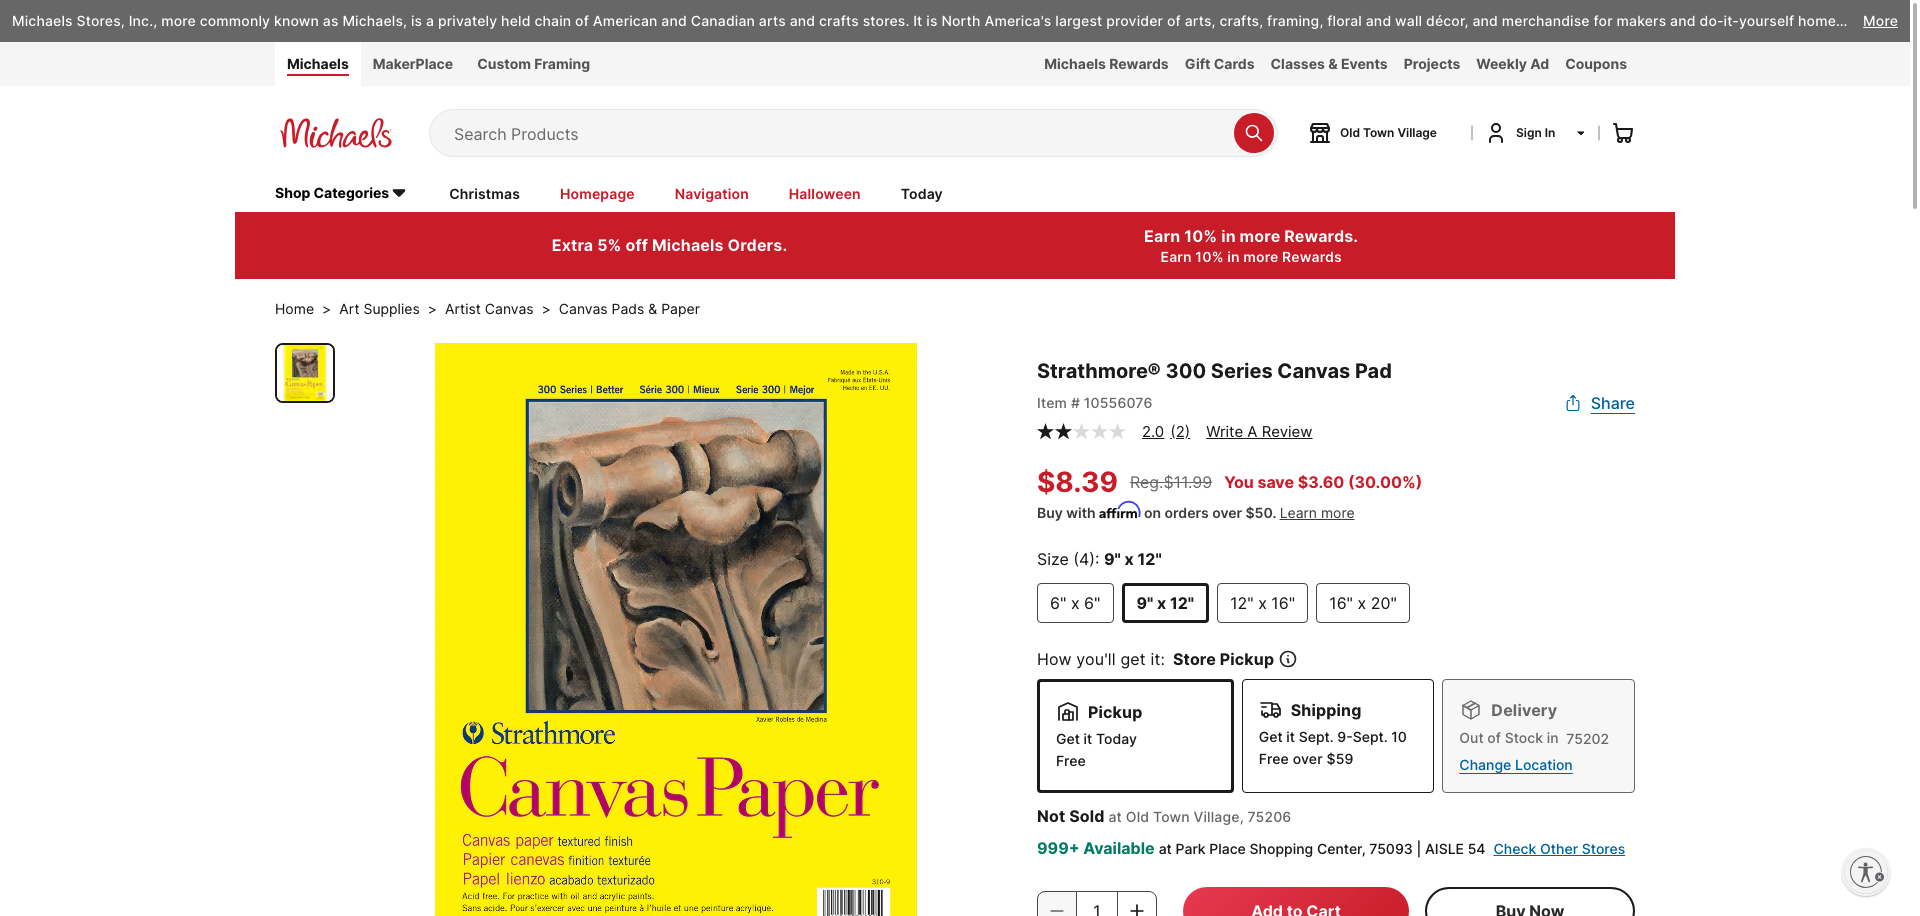 Michaels Stores, Inc., more commonly known as Michaels, is a privately held chain of American and Canadian arts and crafts stores. It is North America's largest provider of arts, crafts, framing, floral and wall décor, and merchandise for makers and do-it-yourself home... More
Michaels MakerPlace Custom Framing Michaels Rewards Gift Cards Classes & Events Projects Weekly Ad Coupons
Michaels Search Products Old Town Village Sign In
Shop Categories Christmas Homepage Navigation Halloween Today
Extra 5% off Michaels Orders.
Earn 10% in more Rewards.
Earn 10% in more Rewards
Home > Art Supplies > Artist Canvas > Canvas Pads & Paper
300 Series | Better Série 300 | Mieux Serie 300 | Mejor
Made in the U.S.A.
Fabriqué aux États-Unis
Hecho en EE. UU.
Xavier Robles de Medina
Strathmore
Canvas Paper
Canvas paper textured finish
Papier canevas finition texturée
Papel lienzo acabado texturizado
310-9
Acid free. For practice with oil and acrylic paints.
Sans acide. Pour s'exercer avec une peinture à l'huile et une peinture acrylique.
Strathmore® 300 Series Canvas Pad
Item # 10556076
Share
2.0 (2) Write A Review
$8.39 Reg.$11.99 You save $3.60 (30.00%)
Buy with affirm on orders over $50. Learn more
Size (4): 9" x 12"
6" x 6" 9" x 12" 12" x 16" 16" x 20"
How you'll get it: Store Pickup
Pickup
Get it Today
Free
Shipping
Get it Sept. 9-Sept. 10
Free over $59
Delivery
Out of Stock in 75202
Change Location
Not Sold at Old Town Village, 75206
999+ Available at Park Place Shopping Center, 75093 | AISLE 54 Check Other Stores
1 Add to Cart Buy Now